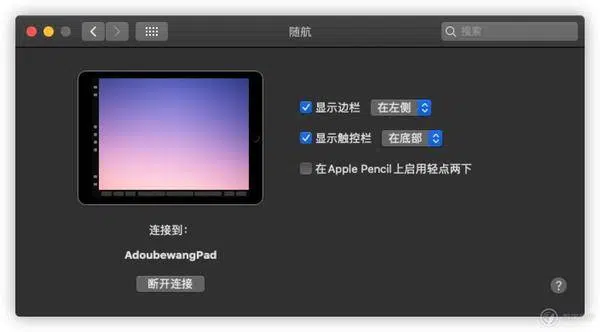 随航
搜索
显示边栏 在左侧
显示触控栏 在底部
在Apple Pencil上启用轻点两下
连接到：
AdoubewangPad
断开连接
?